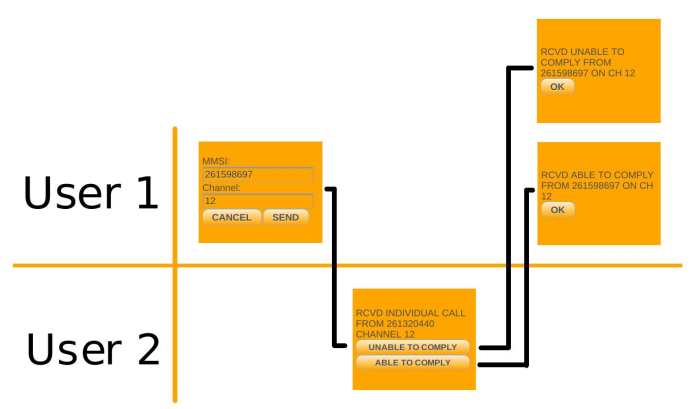 RCVD UNABLE TO
COMPLY FROM
261598697 ON CH 12
OK
User 1
MMSI:
261598697
Channel:
12
CANCEL SEND
RCVD ABLE TO COMPLY
FROM 261598697 ON CH
12
OK
User 2
RCVD INDIVIDUAL CALL
FROM 261320440
CHANNEL 12
UNABLE TO COMPLY
ABLE TO COMPLY